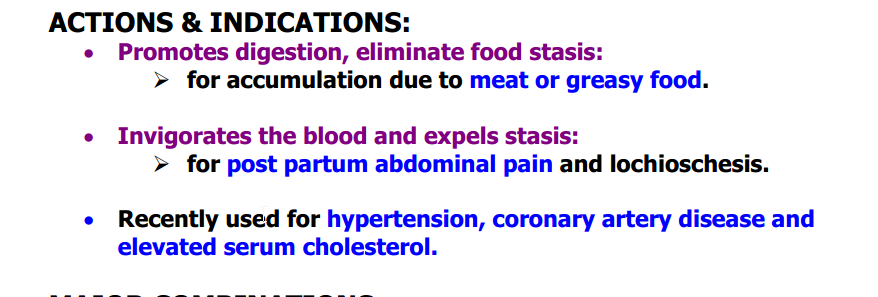 ACTIONS & INDICATIONS:
• Promotes digestion, eliminate food stasis:
➢ for accumulation due to meat or greasy food.
• Invigorates the blood and expels stasis:
➢ for post partum abdominal pain and lochioschesis.
• Recently used for hypertension, coronary artery disease and
elevated serum cholesterol.